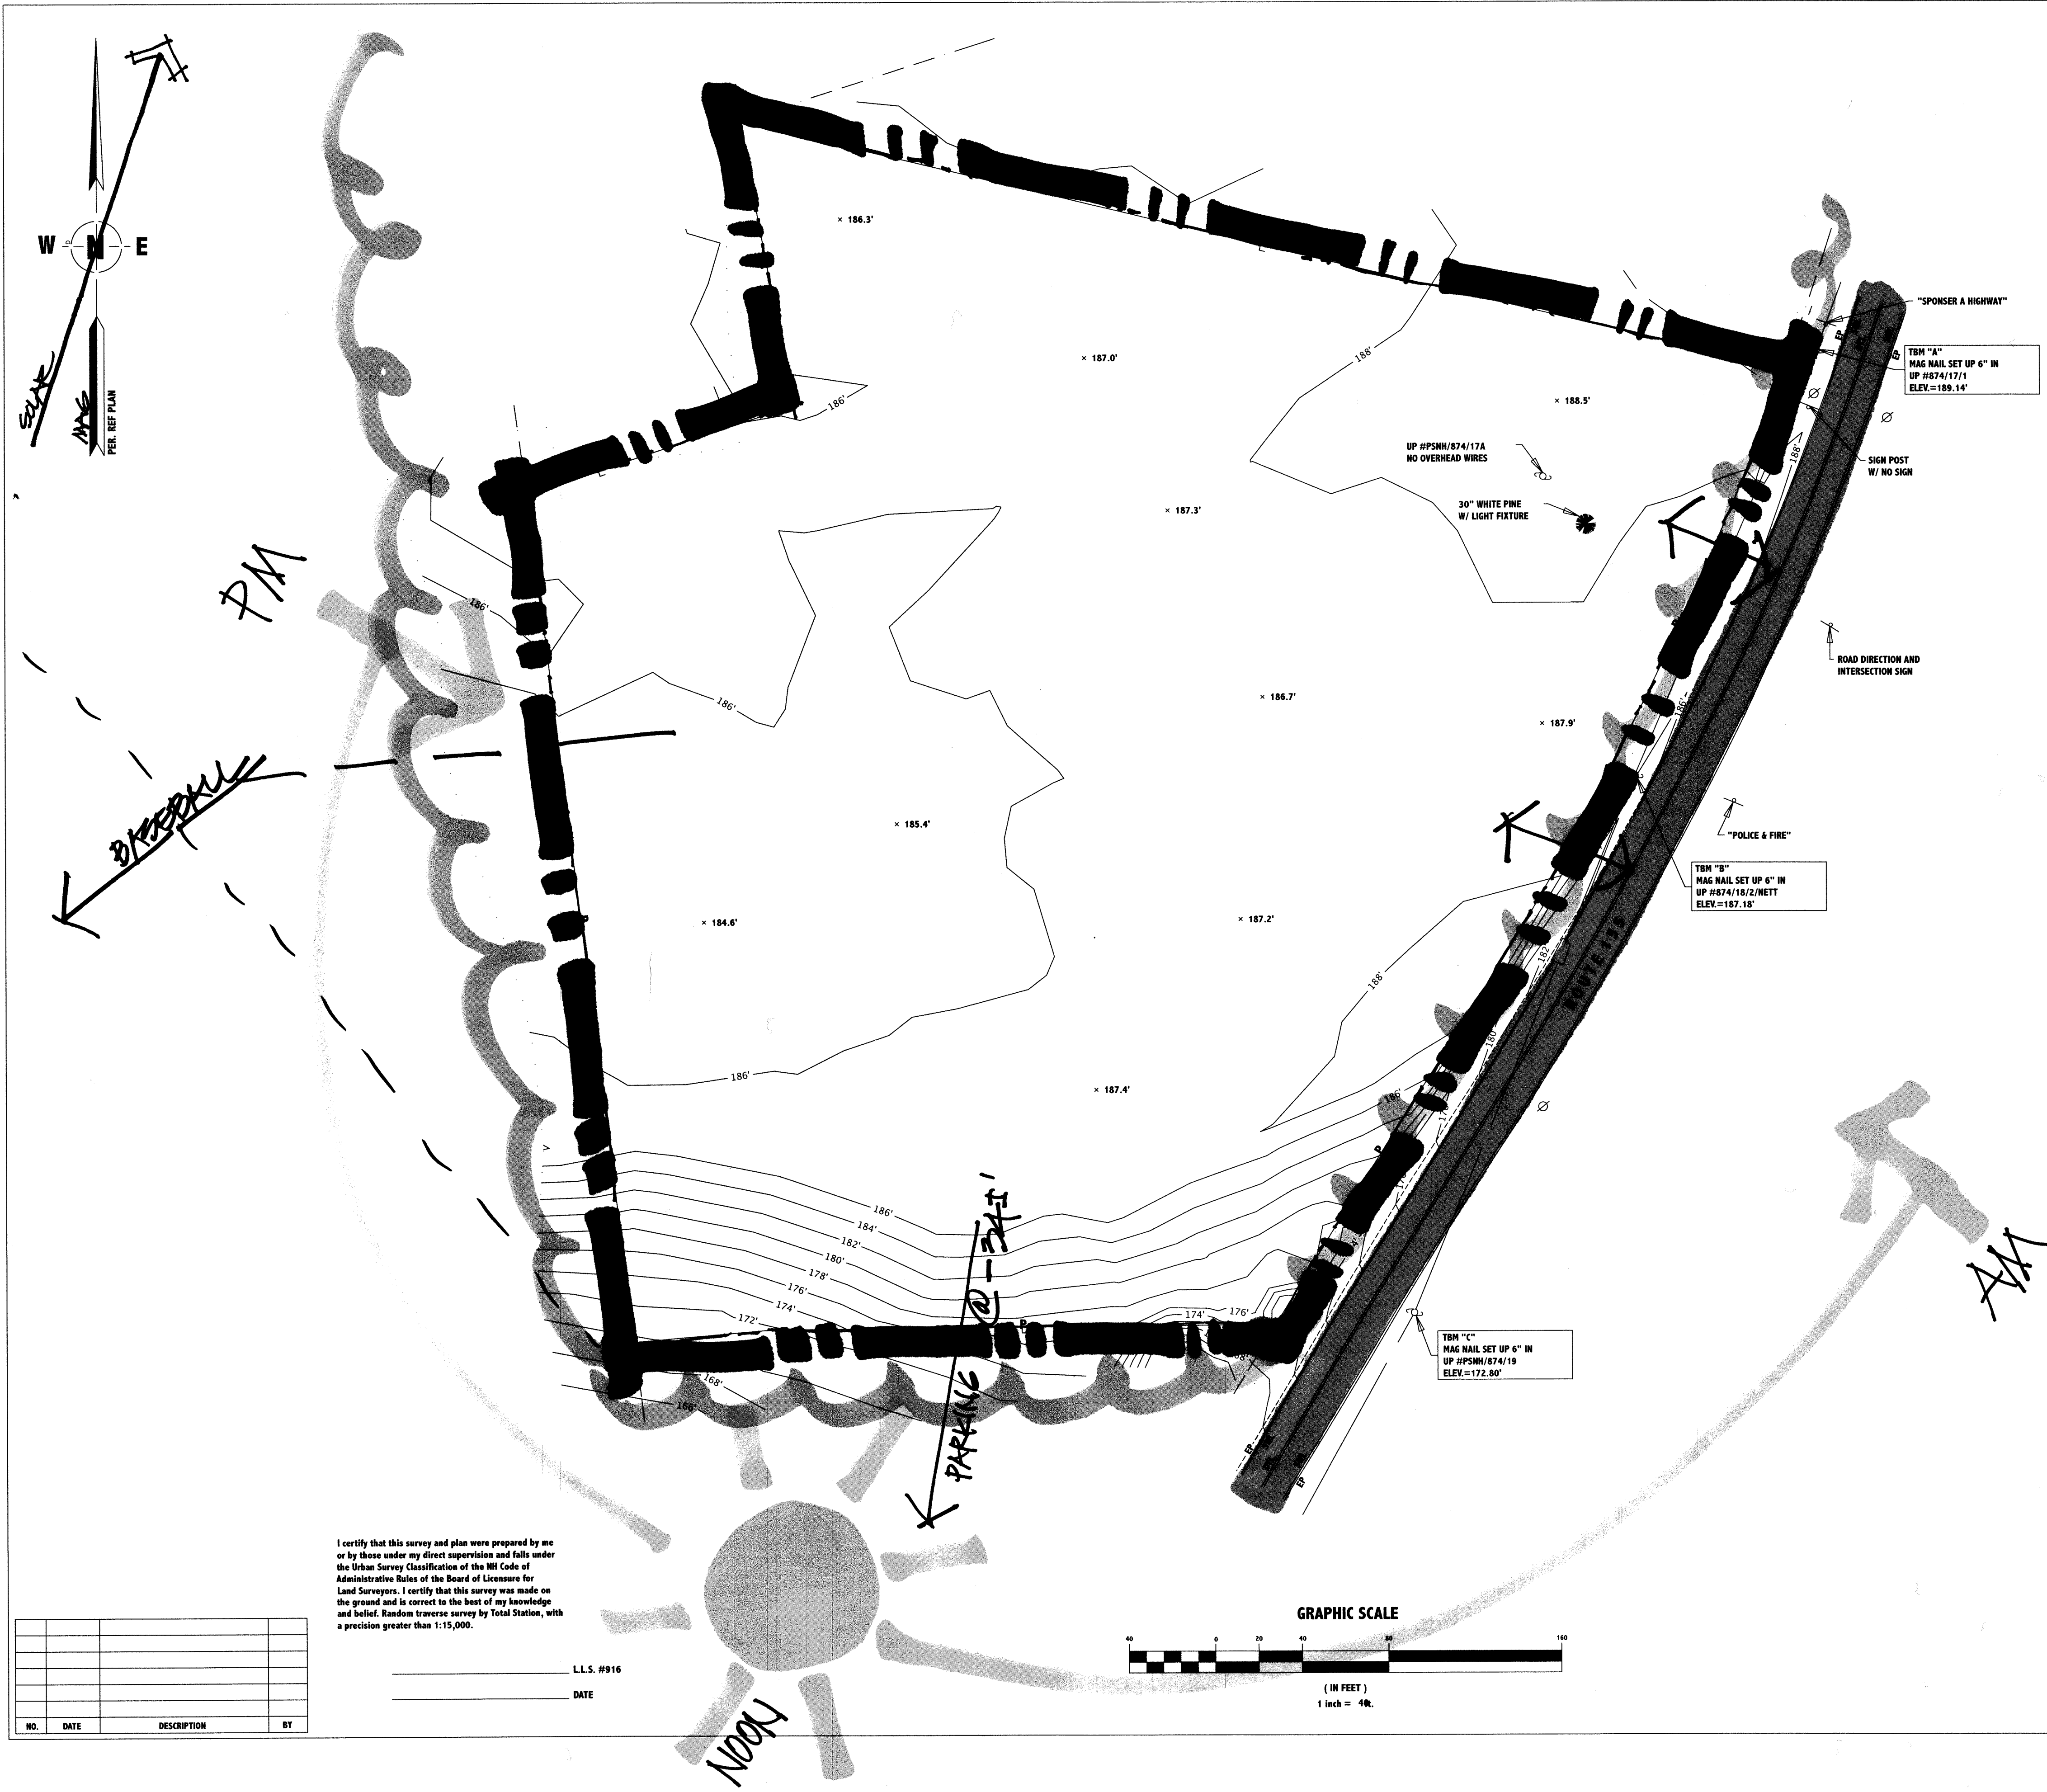 W N E
SOLAR
MAG
PER. REF PLAN
× 186.3'
× 187.0'
188'
× 188.5'
186'
"SPONSER A HIGHWAY"
EP
EP
TBM "A"
MAG NAIL SET UP 6" IN
UP #874/17/1
ELEV.=189.14'
UP #PSNH/874/17A
NO OVERHEAD WIRES
188'
SIGN POST
W/ NO SIGN
30" WHITE PINE
W/ LIGHT FIXTURE
× 187.3'
PM
186'
ROAD DIRECTION AND
INTERSECTION SIGN
186'
× 186.7'
186'
× 187.9'
BASEBALL
× 185.4'
"POLICE & FIRE"
TBM "B"
MAG NAIL SET UP 6" IN
UP #874/18/2/NETT
ELEV.=187.18'
× 184.6'
× 187.2'
182'
ROUTE 155
188'
180'
186'
× 187.4'
186'
P
186'
184'
182'
180'
178'
176'
174'
172'
174'
176'
P
PARKING @ - 34I'
AM
168'
166'
TBM "C"
MAG NAIL SET UP 6" IN
UP #PSNH/874/19
ELEV.=172.80'
EP
EP
I certify that this survey and plan were prepared by me
or by those under my direct supervision and falls under
the Urban Survey Classification of the NH Code of
Administrative Rules of the Board of Licensure for
Land Surveyors. I certify that this survey was made on
the ground and is correct to the best of my knowledge
and belief. Random traverse survey by Total Station, with
a precision greater than 1:15,000.
L.L.S. #916
DATE
NOON
GRAPHIC SCALE
40 0 20 40 80 160
( IN FEET )
1 inch = 40ft.
NO. DATE DESCRIPTION BY